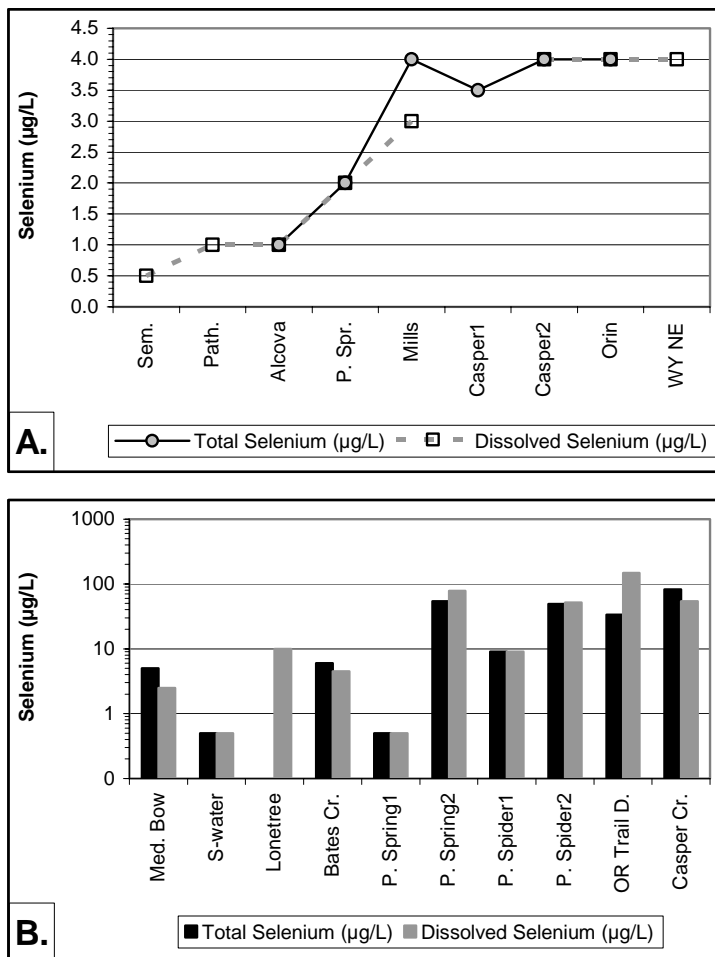 Selenium (µg/L)
4.5
4.0
3.5
3.0
2.5
2.0
1.5
1.0
0.5
0.0
Sem.
Path.
Alcova
P. Spr.
Mills
Casper1
Casper2
Orin
WY NE
A.
Total Selenium (µg/L) Dissolved Selenium (µg/L)
Selenium (µg/L)
1000
100
10
1
0
Med. Bow
S-water
Lonetree
Bates Cr.
P. Spring1
P. Spring2
P. Spider1
P. Spider2
OR Trail D.
Casper Cr.
B.
Total Selenium (µg/L) Dissolved Selenium (µg/L)